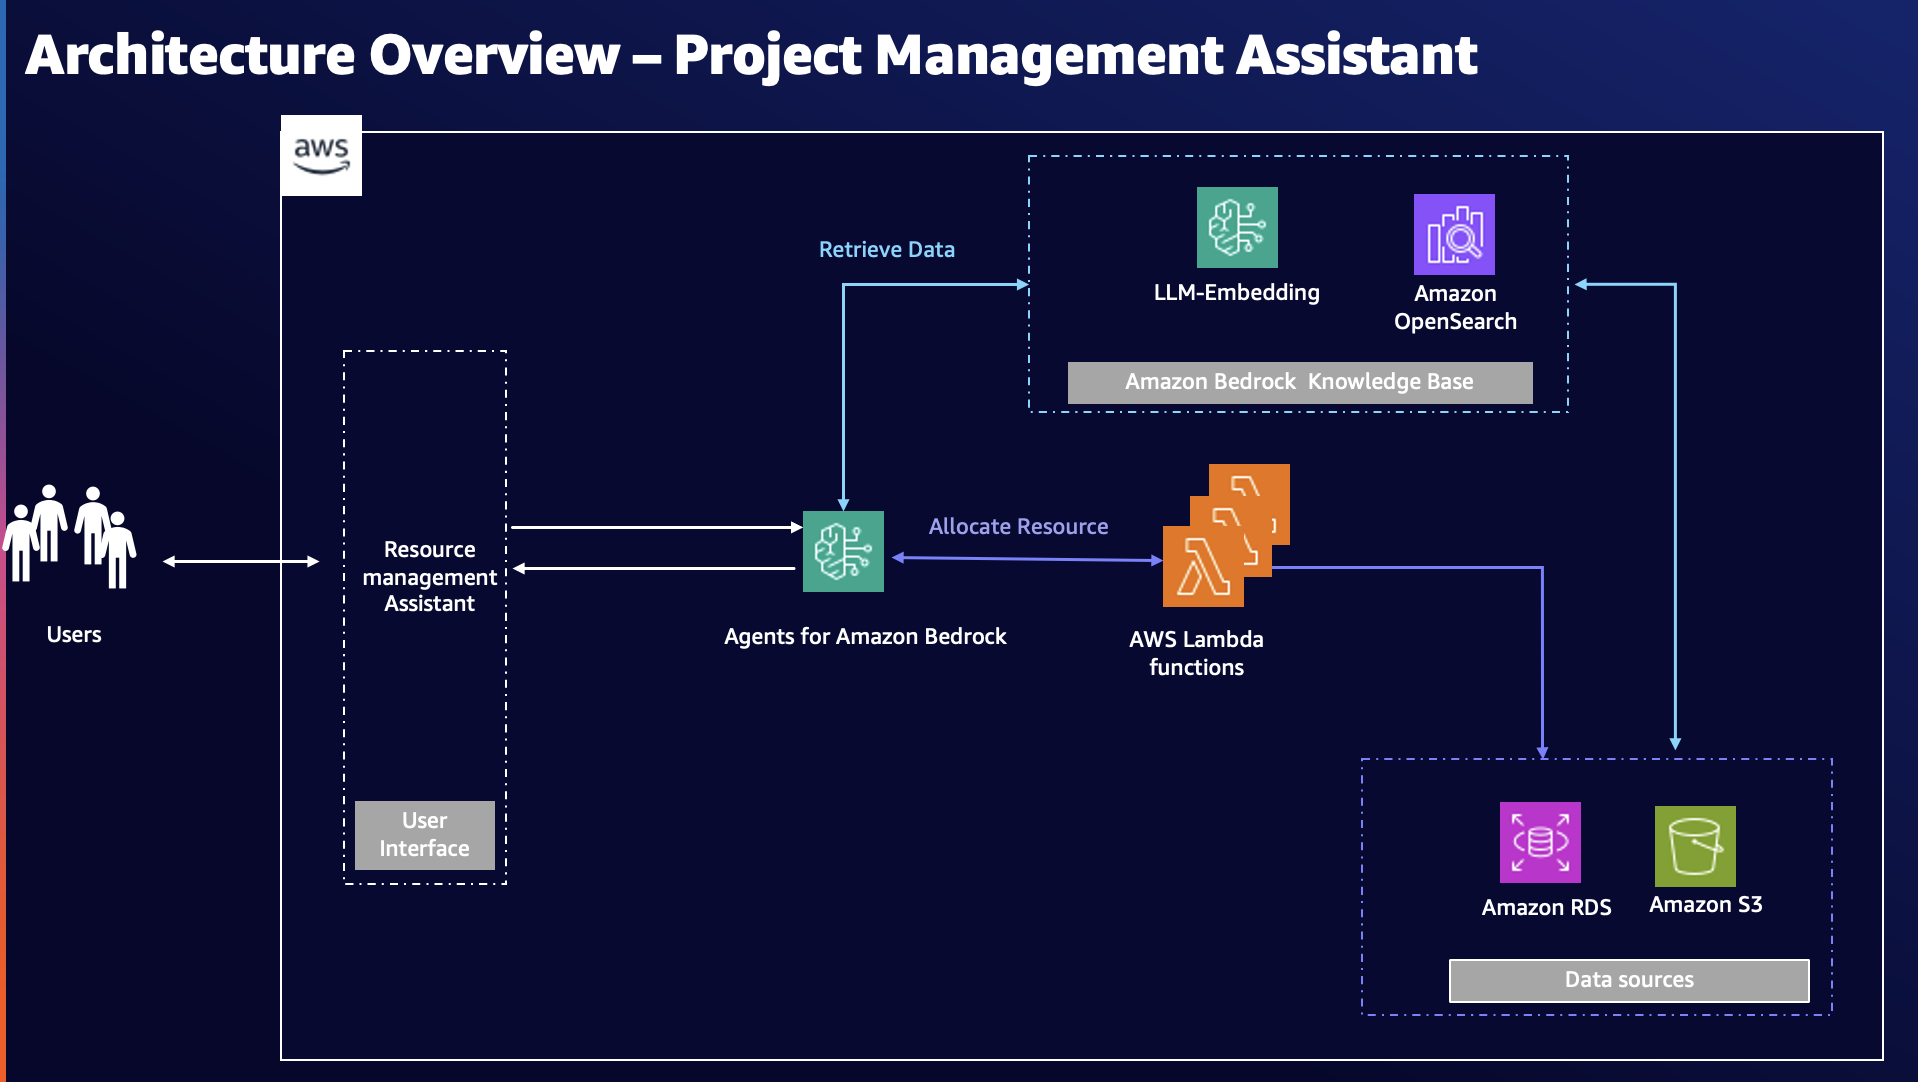 Architecture Overview – Project Management Assistant
aws
Retrieve Data
LLM-Embedding
Amazon
OpenSearch
Amazon Bedrock  Knowledge Base
Users
Resource
management
Assistant
User
Interface
Agents for Amazon Bedrock
Allocate Resource
AWS Lambda
functions
Amazon RDS
Amazon S3
Data sources